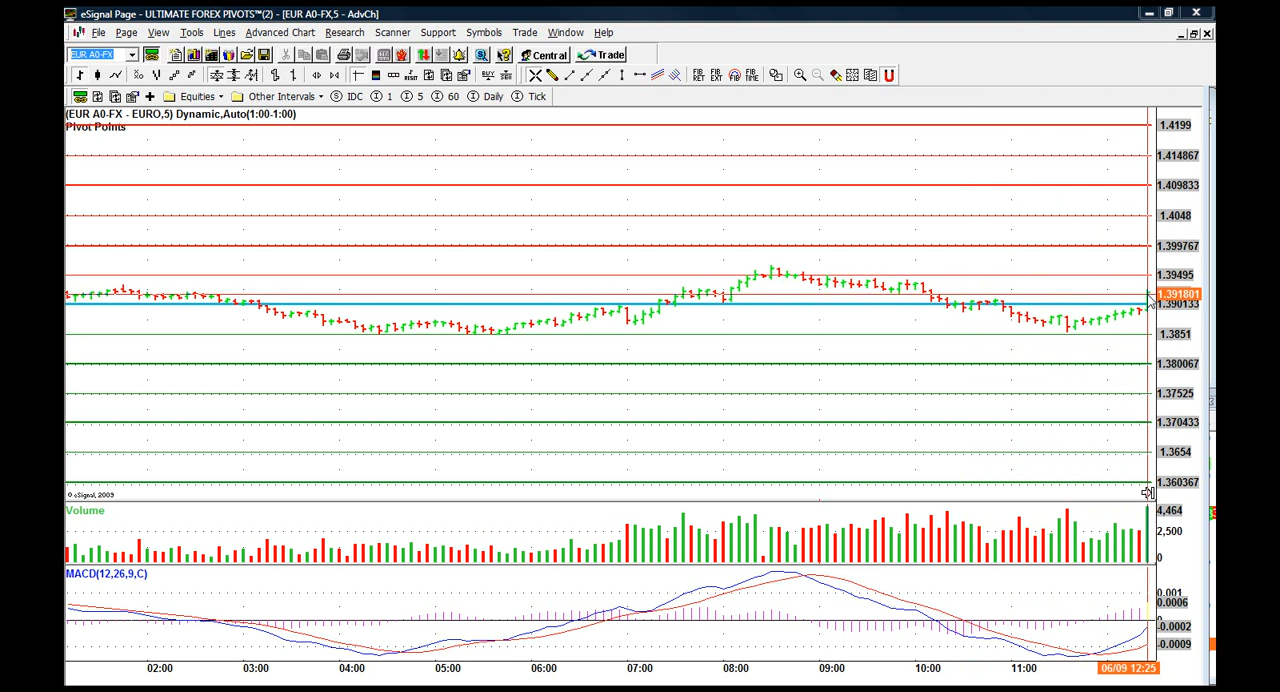 eSignal Page - ULTIMATE FOREX PIVOTS™(2) - [EUR A0-FX,5 - AdvCh]
File Page View Tools Lines Advanced Chart Research Scanner Support Symbols Trade Window Help
EUR A0-FX Central Trade
Equities Other Intervals IDC 1 5 60 Daily Tick
(EUR A0-FX - EURO,5) Dynamic,Auto(1:00-1:00)
Pivot Points
1.4199
1.414867
1.409833
1.4048
1.399767
1.39495
1.391801
1.390133
1.3851
1.380067
1.37525
1.370433
1.3654
1.360367
© eSignal, 2009
Volume
4,464
2,500
0
MACD(12,26,9,C)
0.001
0.0006
-0.0002
-0.0009
02:00 03:00 04:00 05:00 06:00 07:00 08:00 09:00 10:00 11:00 06/09 12:25